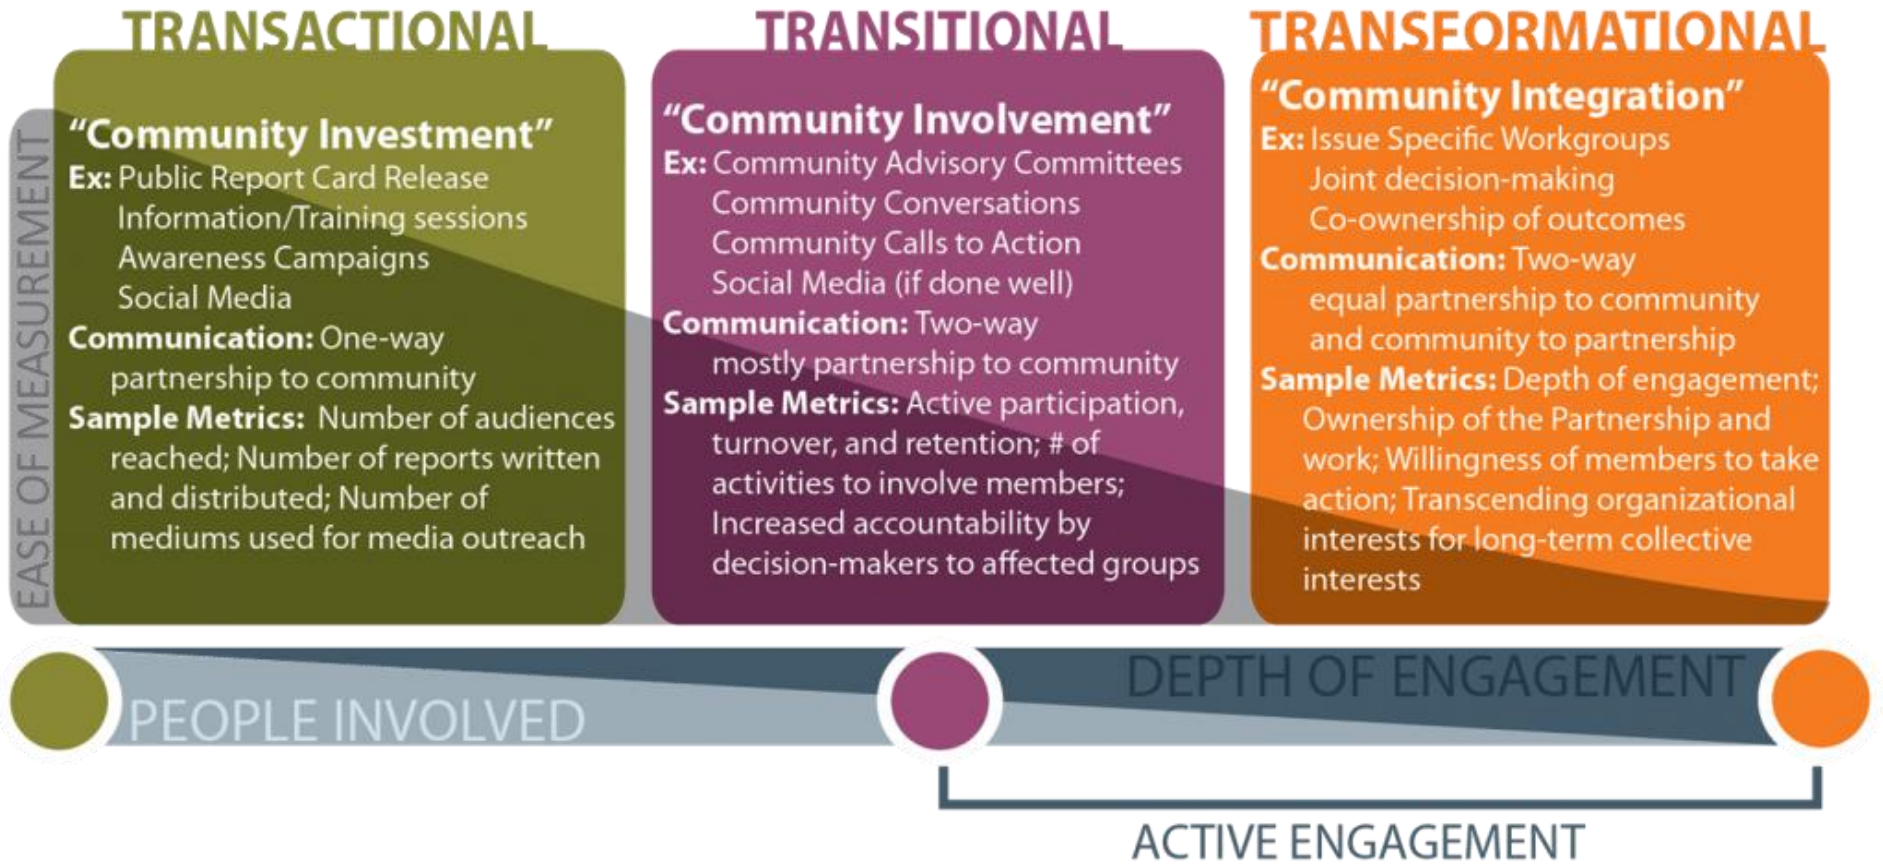 TRANSACTIONAL
"Community Investment"
Ex: Public Report Card Release
Information/Training sessions
Awareness Campaigns
Social Media
Communication: One-way
partnership to community
Sample Metrics: Number of audiences
reached; Number of reports written
and distributed; Number of
mediums used for media outreach
TRANSITIONAL
"Community Involvement"
Ex: Community Advisory Committees
Community Conversations
Community Calls to Action
Social Media (if done well)
Communication: Two-way
mostly partnership to community
Sample Metrics: Active participation,
turnover, and retention; # of
activities to involve members;
Increased accountability by
decision-makers to affected groups
TRANSFORMATIONAL
"Community Integration"
Ex: Issue Specific Workgroups
Joint decision-making
Co-ownership of outcomes
Communication: Two-way
equal partnership to community
and community to partnership
Sample Metrics: Depth of engagement;
Ownership of the Partnership and
work; Willingness of members to take
action; Transcending organizational
interests for long-term collective
interests
EASE OF MEASUREMENT
PEOPLE INVOLVED
DEPTH OF ENGAGEMENT
ACTIVE ENGAGEMENT